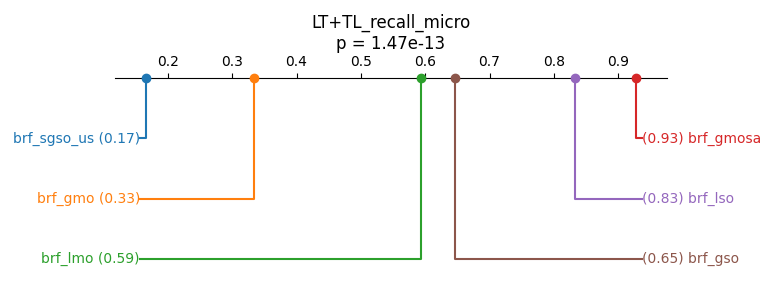 LT+TL_recall_micro
p = 1.47e-13
0.2 0.3 0.4 0.5 0.6 0.7 0.8 0.9
brf_sgso_us (0.17) (0.93) brf_gmosa
brf_gmo (0.33) (0.83) brf_lso
brf_lmo (0.59) (0.65) brf_gso